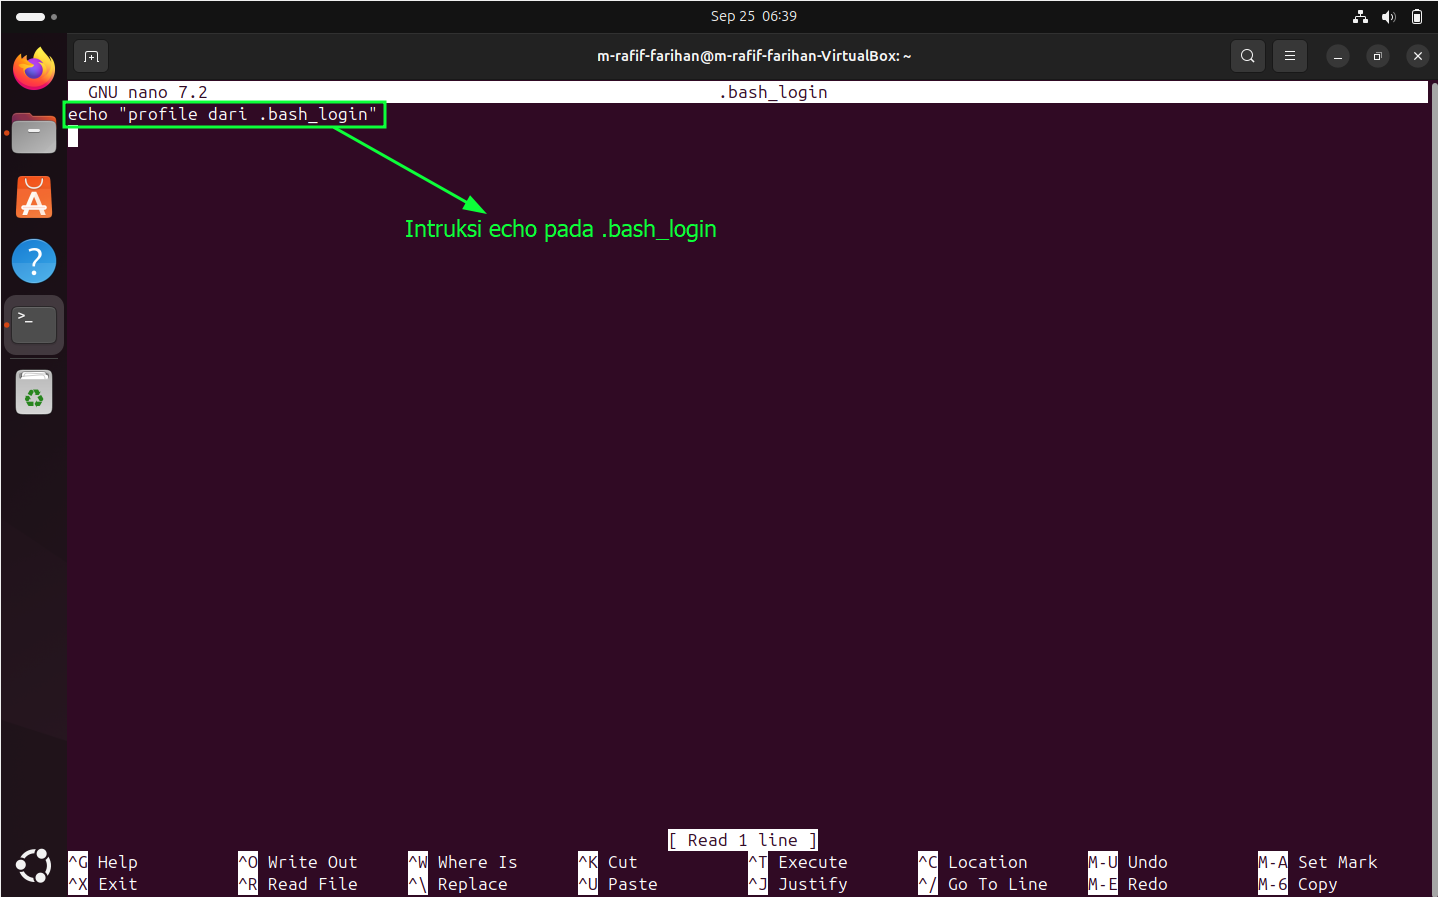 Sep 25 06:39
m-rafif-farihan@m-rafif-farihan-VirtualBox: ~
GNU nano 7.2 .bash_login
echo "profile dari .bash_login"
Intruksi echo pada .bash_login
[ Read 1 line ]
^G Help ^O Write Out ^W Where Is ^K Cut ^T Execute ^C Location M-U Undo M-A Set Mark
^X Exit ^R Read File ^\ Replace ^U Paste ^J Justify ^/ Go To Line M-E Redo M-6 Copy